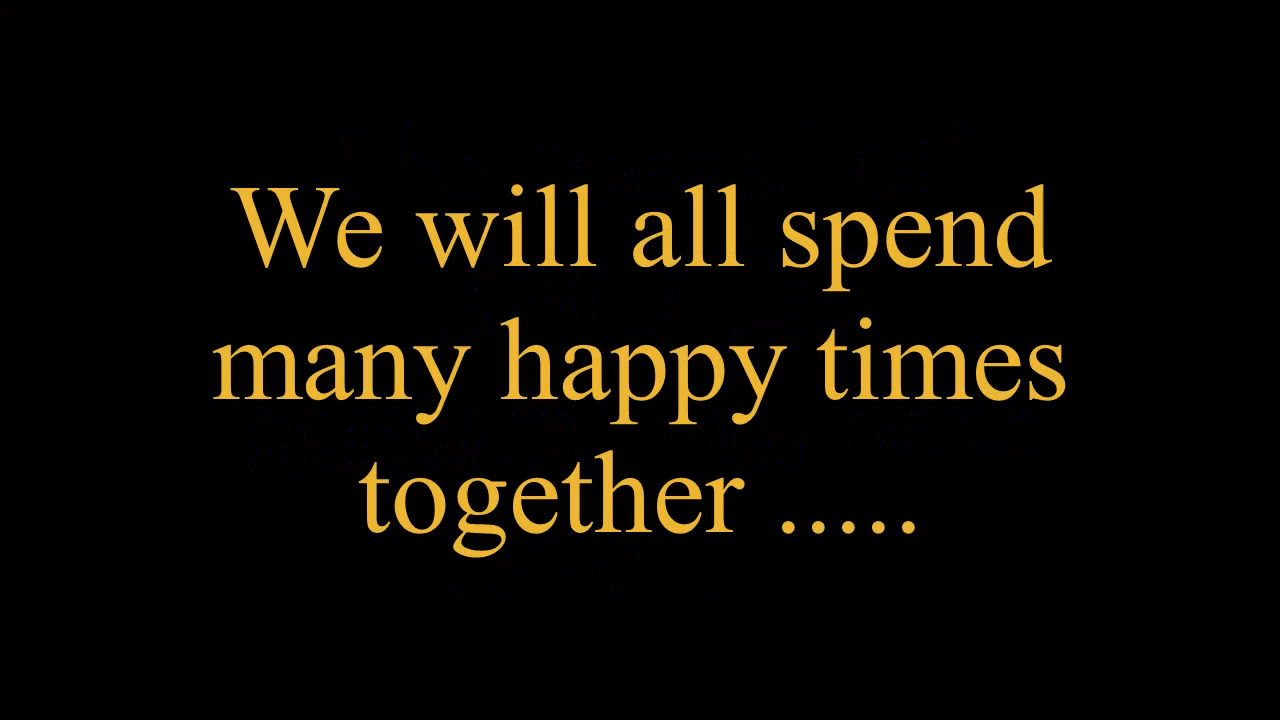 We will all spend
many happy times
together .....